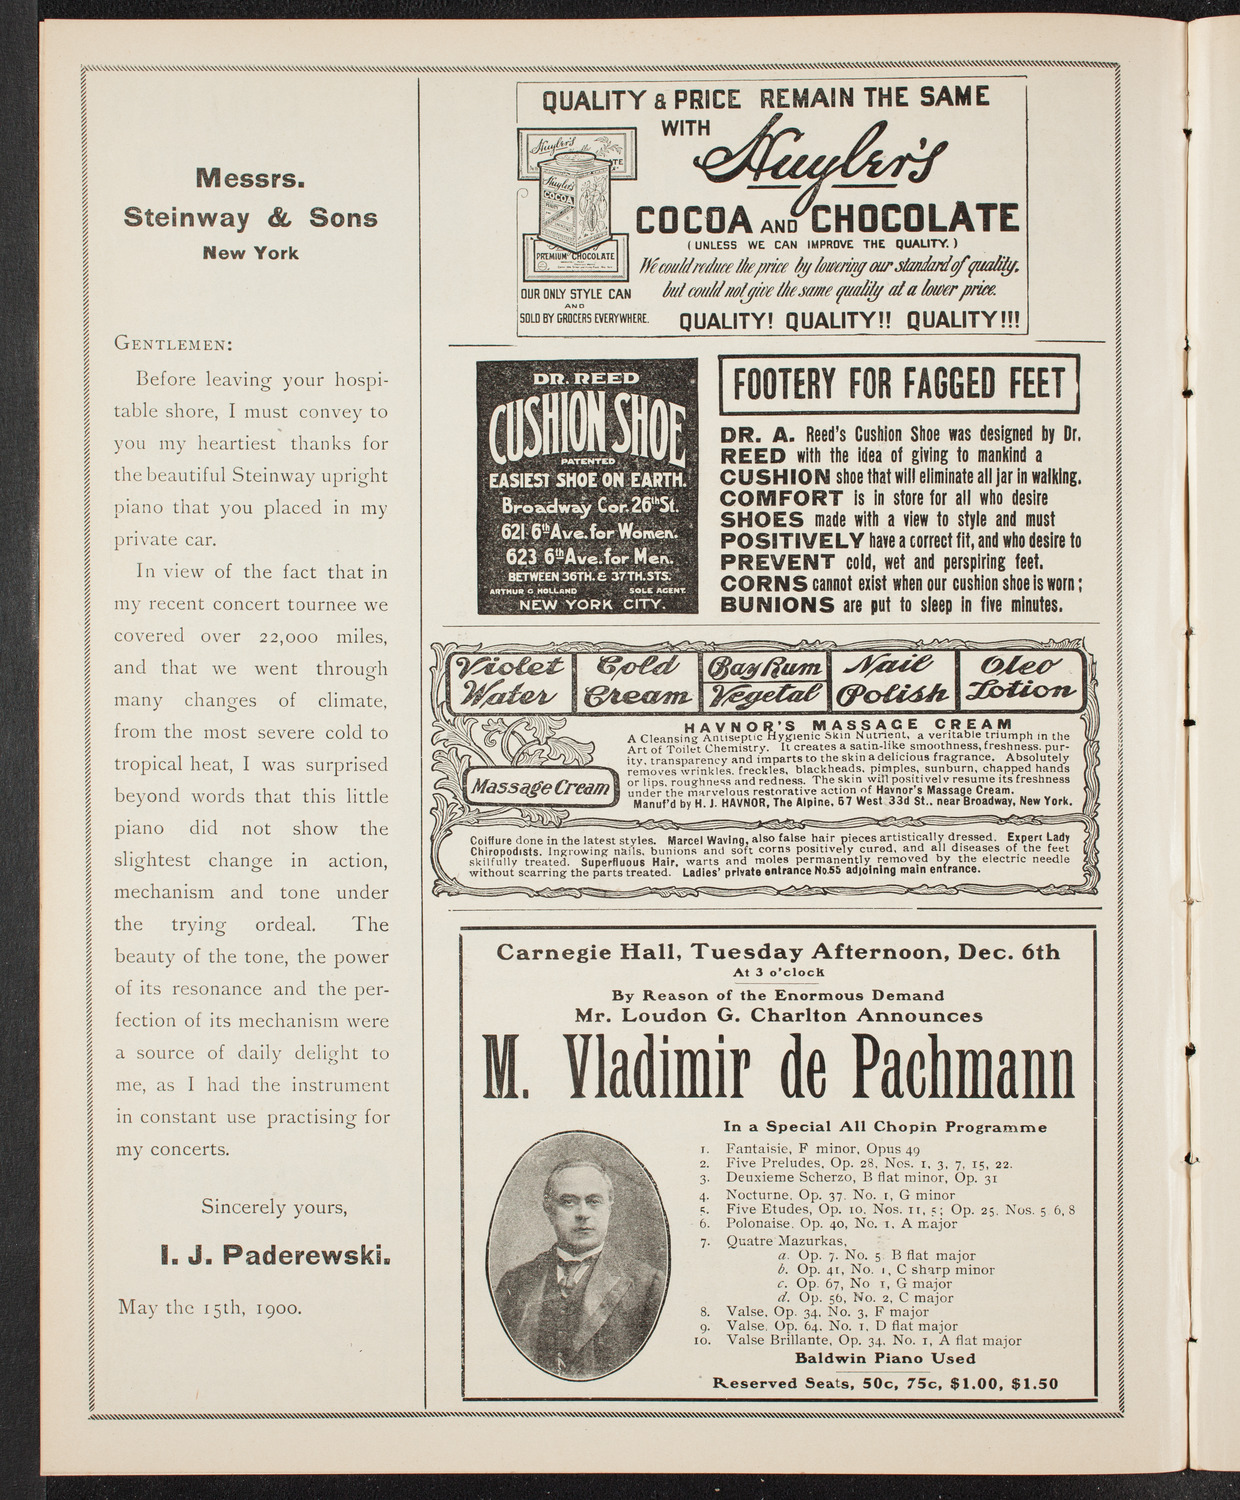 Messrs.
Steinway & Sons
New York
GENTLEMEN:
Before leaving your hospi-
table shore, I must convey to
you my heartiest thanks for
the beautiful Steinway upright
piano that you placed in my
private car.
In view of the fact that in
my recent concert tournee we
covered over 22,000 miles,
and that we went through
many changes of climate,
from the most severe cold to
tropical heat, I was surprised
beyond words that this little
piano did not show the
slightest change in action,
mechanism and tone under
the trying ordeal. The
beauty of the tone, the power
of its resonance and the per-
fection of its mechanism were
a source of daily delight to
me, as I had the instrument
in constant use practising for
my concerts.
Sincerely yours,
I. J. Paderewski.
May the 15th, 1900.
QUALITY & PRICE REMAIN THE SAME
WITH Huyler's
COCOA AND CHOCOLATE
(UNLESS WE CAN IMPROVE THE QUALITY.)
We could reduce the price by lowering our standard of quality,
but could not give the same quality at a lower price.
QUALITY! QUALITY!! QUALITY!!!
Huyler's
Huyler's
COCOA
PREMIUM CHOCOLATE
OUR ONLY STYLE CAN
AND
SOLD BY GROCERS EVERYWHERE.
DR. REED
CUSHION SHOE
PATENTED
EASIEST SHOE ON EARTH.
Broadway Cor. 26th St.
621 6th Ave. for Women.
623 6th Ave. for Men.
BETWEEN 36TH. & 37TH. STS.
ARTHUR G HOLLAND SOLE AGENT.
NEW YORK CITY.
FOOTERY FOR FAGGED FEET
DR. A. Reed's Cushion Shoe was designed by Dr.
REED with the idea of giving to mankind a
CUSHION shoe that will eliminate all jar in walking.
COMFORT is in store for all who desire
SHOES made with a view to style and must
POSITIVELY have a correct fit, and who desire to
PREVENT cold, wet and perspiring feet.
CORNS cannot exist when our cushion shoe is worn;
BUNIONS are put to sleep in five minutes.
Violet Water
Cold Cream
Bay Rum
Vegetal
Nail Polish
Oleo Lotion
Massage Cream
HAVNOR'S MASSAGE CREAM
A Cleansing Antiseptic Hygienic Skin Nutrient, a veritable triumph in the
Art of Toilet Chemistry. It creates a satin-like smoothness, freshness, pur-
ity, transparency and imparts to the skin a delicious fragrance. Absolutely
removes wrinkles, freckles, blackheads, pimples, sunburn, chapped hands
or lips, roughness and redness. The skin will positively resume its freshness
under the marvelous restorative action of Havnor's Massage Cream.
Manuf'd by H. J. HAVNOR, The Alpine, 57 West 33d St., near Broadway, New York.
Coiffure done in the latest styles. Marcel Waving, also false hair pieces artistically dressed. Expert Lady
Chiropodists. Ingrowing nails, bunions and soft corns positively cured, and all diseases of the feet
skilfully treated. Superfluous Hair, warts and moles permanently removed by the electric needle
without scarring the parts treated. Ladies' private entrance No. 55 adjoining main entrance.
Carnegie Hall, Tuesday Afternoon, Dec. 6th
At 3 o'clock
By Reason of the Enormous Demand
Mr. Loudon G. Charlton Announces
M. Vladimir de Pachmann
In a Special All Chopin Programme
1. Fantaisie, F minor, Opus 49
2. Five Preludes, Op. 28, Nos. 1, 3, 7, 15, 22.
3. Deuxieme Scherzo, B flat minor, Op. 31
4. Nocturne, Op. 37. No. 1, G minor
5. Five Etudes, Op. 10, Nos. 11, 5; Op. 25, Nos. 5 6, 8
6. Polonaise, Op. 40, No. 1, A major
7. Quatre Mazurkas,
a. Op. 7, No. 5, B flat major
b. Op. 41, No. 1, C sharp minor
c. Op. 67, No 1, G major
d. Op. 56, No. 2, C major
8. Valse, Op. 34, No. 3, F major
9. Valse, Op. 64, No. 1, D flat major
10. Valse Brillante, Op. 34, No. 1, A flat major
Baldwin Piano Used
Reserved Seats, 50c, 75c, $1.00, $1.50